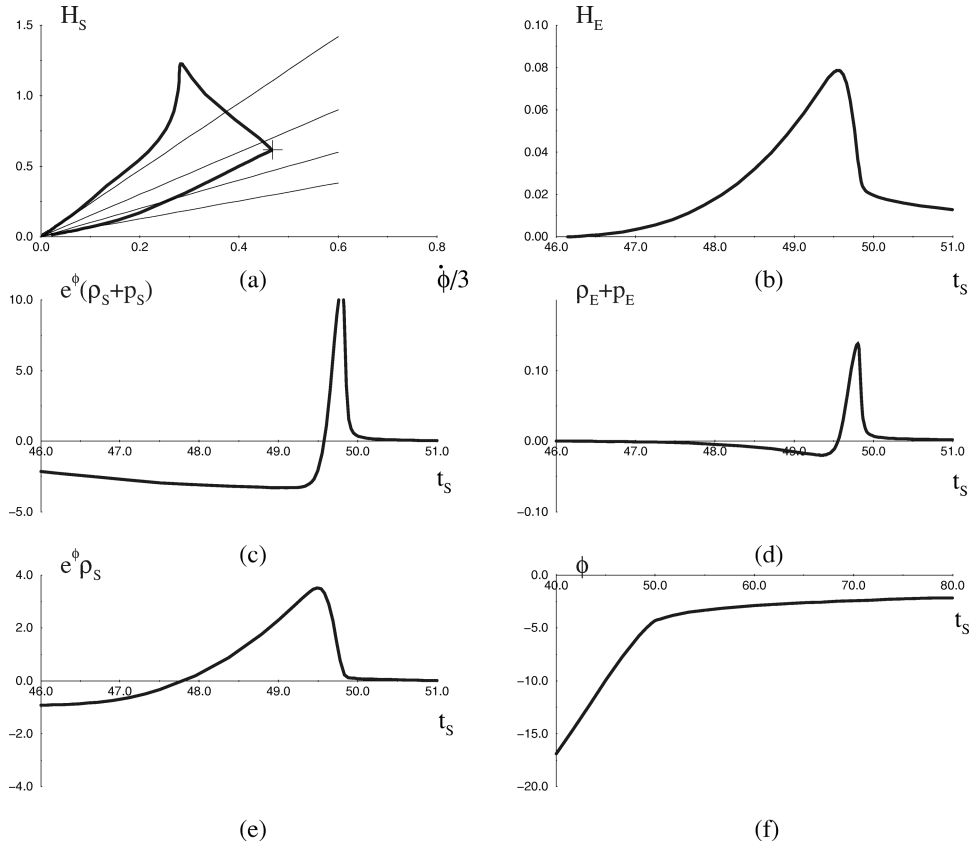 H_S
1.5
1.0
0.5
0.0
0.0 0.2 0.4 0.6 0.8
(a)
ϕ̇/3
H_E
0.10
0.08
0.06
0.04
0.02
0.00
46.0 47.0 48.0 49.0 50.0 51.0
(b)
t_S
e^ϕ(ρ_S+p_S)
10.0
5.0
0.0
46.0 47.0 48.0 49.0 50.0 51.0
t_S
−5.0
(c)
ρ_E+p_E
0.10
0.00
46.0 47.0 48.0 49.0 50.0 51.0
t_S
−0.10
(d)
e^ϕρ_S
4.0
2.0
0.0
46.0 47.0 48.0 49.0 50.0 51.0
t_S
−2.0
−4.0
(e)
ϕ
0.0
40.0 50.0 60.0 70.0 80.0
t_S
−5.0
−10.0
−15.0
−20.0
(f)